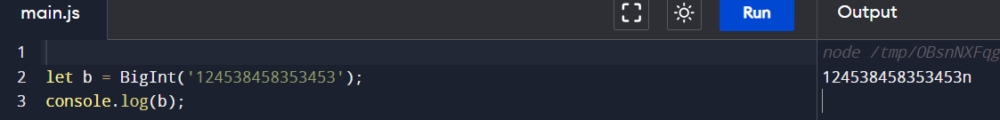 main.js
Run
Output
1
2 let b = BigInt('124538458353453');
3 console.log(b);
node /tmp/OBsnNXFqg
124538458353453n